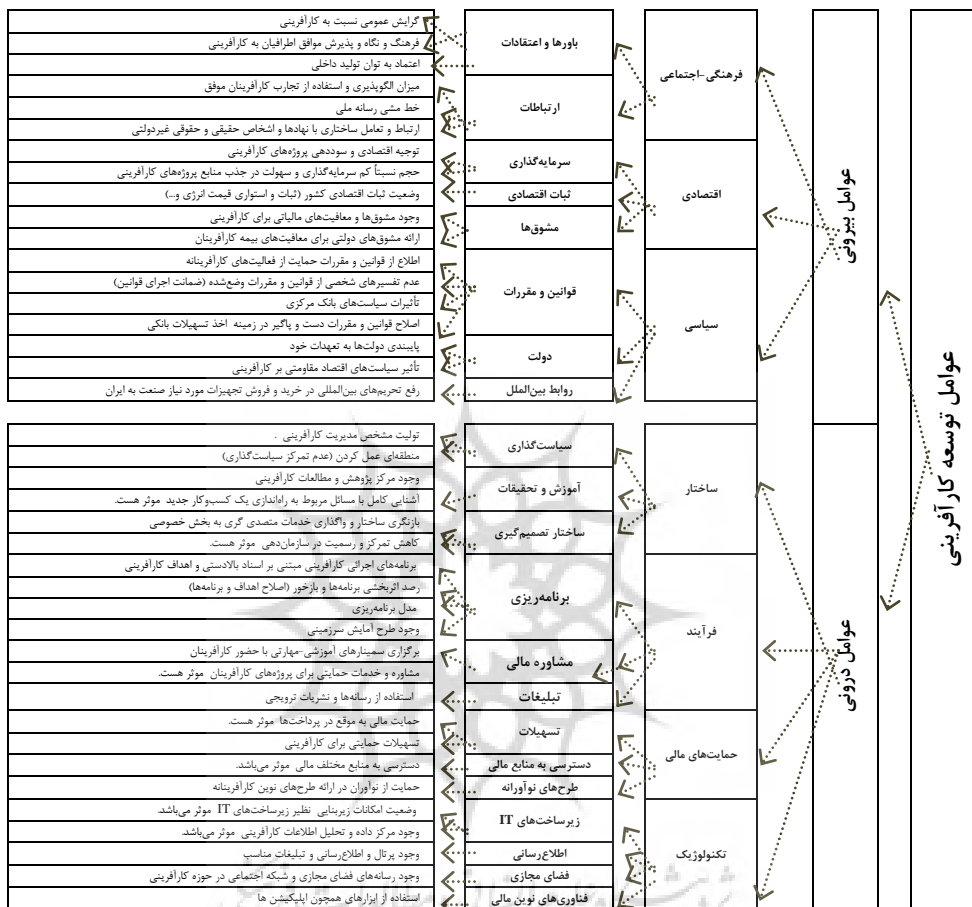 عوامل توسعه کارآفرینی
عوامل بیرونی
فرهنگی-اجتماعی
باورها و اعتقادات
گرایش عمومی نسبت به کارآفرینی
فرهنگ و نگاه و پذیرش موافق اطرافیان به کارآفرینی
اعتماد به توان تولید داخلی
ارتباطات
میزان الگوپذیری و استفاده از تجارب کارآفرینان موفق
خط مشی رسانه ملی
ارتباط و تعامل ساختاری با نهادها و اشخاص حقیقی و حقوقی غیردولتی
اقتصادی
سرمایه‌گذاری
توجیه اقتصادی و سوددهی پروژه‌های کارآفرینی
حجم نسبتاً کم سرمایه‌گذاری و سهولت در جذب منابع پروژه‌های کارآفرینی
ثبات اقتصادی
وضعیت ثبات اقتصادی کشور (ثبات و استواری قیمت انرژی و...)
مشوق‌ها
وجود مشوق‌ها و معافیت‌های مالیاتی برای کارآفرینی
ارائه مشوق‌های دولتی برای معافیت‌های بیمه کارآفرینان
سیاسی
قوانین و مقررات
اطلاع از قوانین و مقررات حمایت از فعالیت‌های کارآفرینانه
عدم تفسیرهای شخصی از قوانین و مقررات وضع‌شده (ضمانت اجرای قوانین)
تأثیرات سیاست‌های بانک مرکزی
اصلاح قوانین و مقررات دست و پاگیر در زمینه اخذ تسهیلات بانکی
دولت
پایبندی دولت‌ها به تعهدات خود
تأثیر سیاست‌های اقتصاد مقاومتی بر کارآفرینی
روابط بین‌الملل
رفع تحریم‌های بین‌المللی در خرید و فروش تجهیزات مورد نیاز صنعت به ایران
عوامل درونی
ساختار
سیاست‌گذاری
تولیت مشخص مدیریت کارآفرینی .
منطقه‌ای عمل کردن (عدم تمرکز سیاست‌گذاری)
آموزش و تحقیقات
وجود مرکز پژوهش و مطالعات کارآفرینی
آشنایی کامل با مسائل مربوط به راه‌اندازی یک کسب‌وکار جدید موثر هست.
ساختار تصمیم‌گیری
بازنگری ساختار و واگذاری خدمات متصدی گری به بخش خصوصی
کاهش تمرکز و رسمیت در سازمان‌دهی موثر هست.
فرآیند
برنامه‌ریزی
برنامه‌های اجرائی کارآفرینی مبتنی بر اسناد بالادستی و اهداف کارآفرینی
رصد اثربخشی برنامه‌ها و بازخور (اصلاح اهداف و برنامه‌ها)
مدل برنامه‌ریزی
وجود طرح آمایش سرزمینی
مشاوره مالی
برگزاری سمینارهای آموزشی-مهارتی با حضور کارآفرینان
مشاوره و خدمات حمایتی برای پروژه‌های کارآفرینان موثر هست.
تبلیغات
استفاده از رسانه‌ها و نشریات ترویجی
حمایت‌های مالی
تسهیلات
حمایت مالی به موقع در پرداخت‌ها موثر هست.
تسهیلات حمایتی برای کارآفرینی
دسترسی به منابع مالی
دسترسی به منابع مختلف مالی موثر می‌باشد.
طرح‌های نوآورانه
حمایت از نوآوران در ارائه طرح‌های نوین کارآفرینانه
تکنولوژیک
زیرساخت‌های IT
وضعیت امکانات زیربنایی نظیر زیرساخت‌های IT موثر می‌باشد.
وجود مرکز داده و تحلیل اطلاعات کارآفرینی موثر می‌باشد.
اطلاع‌رسانی
وجود پرتال و اطلاع‌رسانی و تبلیغات مناسب
فضای مجازی
وجود رسانه‌های فضای مجازی و شبکه اجتماعی در حوزه کارآفرینی
فناوری‌های نوین مالی
استفاده از ابزارهای همچون اپلیکیشن ها